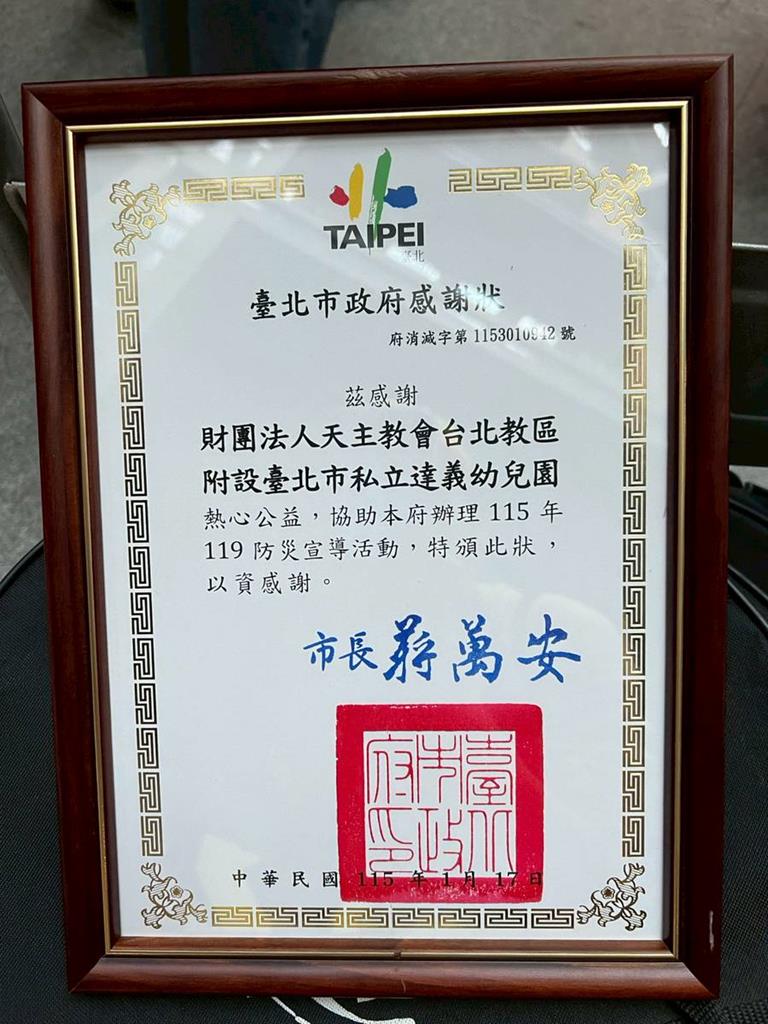 TAIPEI
臺北
臺北市政府感謝狀
府消減字第1153010942號
茲感謝
財團法人天主教會台北教區
附設臺北市私立達義幼兒園
熱心公益，協助本府辦理115年
119防災宣導活動，特頒此狀，
以資感謝。
市長蔣萬安
臺北市政府印
中華民國115年1月17日